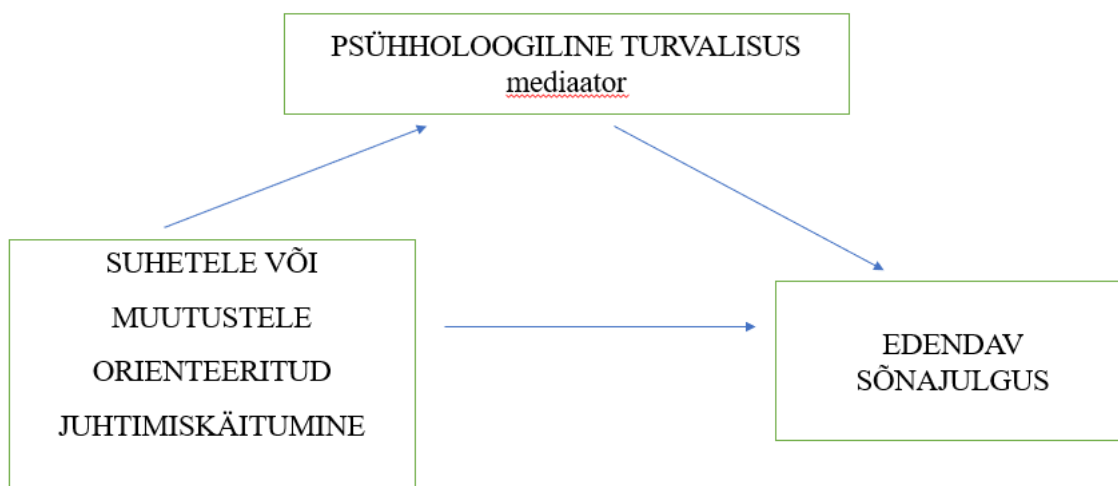 PSÜHHOLOOGILINE TURVALISUS
mediaator
SUHETELE VÕI
MUUTUSTELE
ORIENTEERITUD
JUHTIMISKÄITUMINE
EDENDAV
SÕNAJULGUS